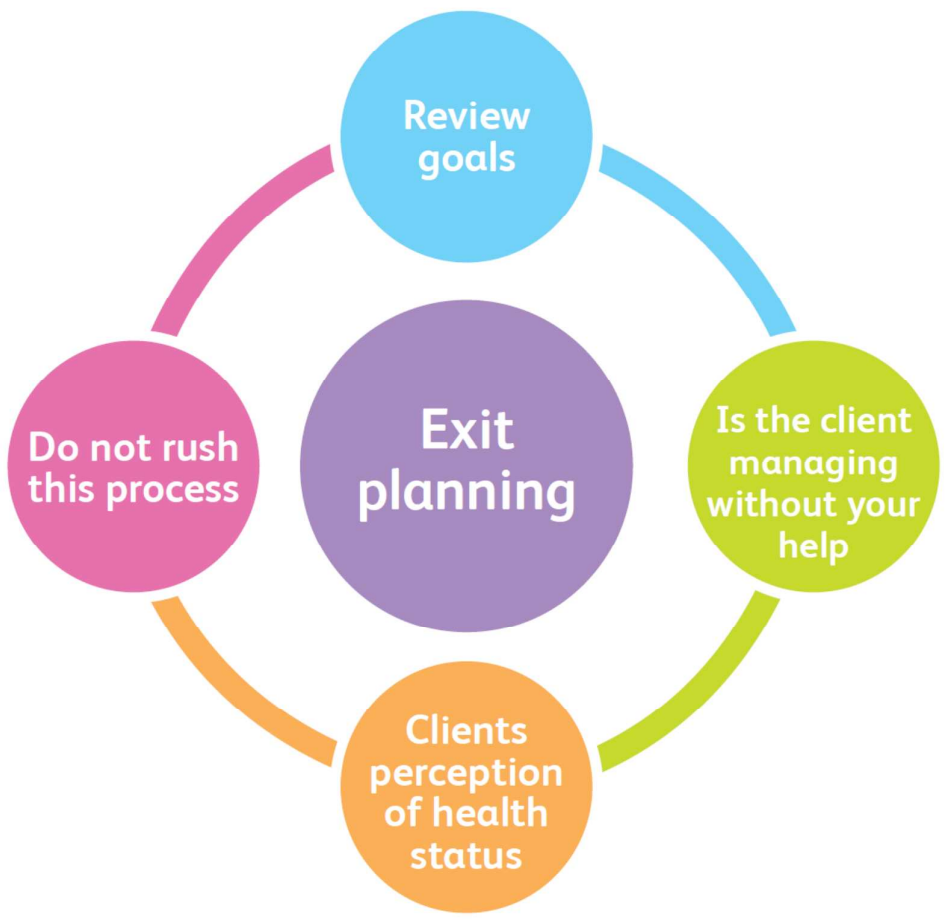 Review
goals
Exit
planning
Do not rush
this process
Is the client
managing
without your
help
Clients
perception
of health
status